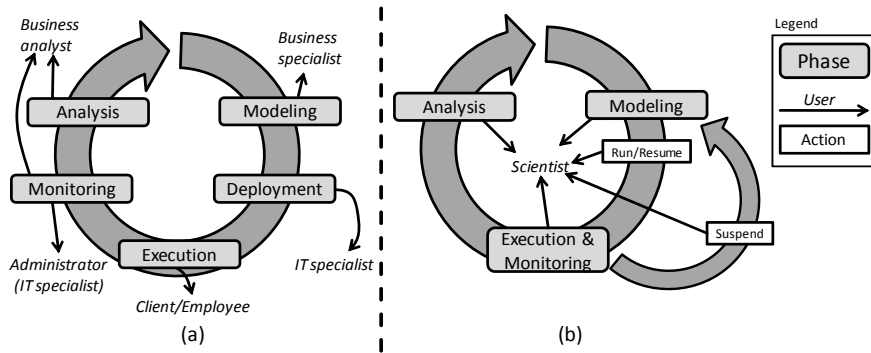 Business
analyst
Business
specialist
Analysis
Modeling
Monitoring
Deployment
Execution
Administrator
(IT specialist)
IT specialist
Client/Employee
(a)
Analysis
Modeling
Run/Resume
Scientist
Suspend
Execution &
Monitoring
(b)
Legend
Phase
User
Action